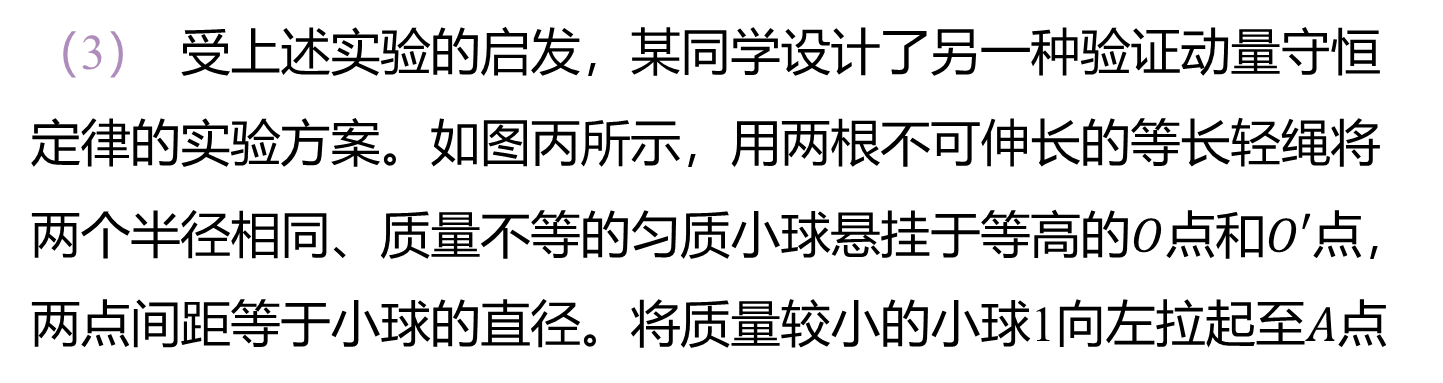 （3） 受上述实验的启发，某同学设计了另一种验证动量守恒
定律的实验方案。如图丙所示，用两根不可伸长的等长轻绳将
两个半径相同、质量不等的匀质小球悬挂于等高的O点和O′点，
两点间距等于小球的直径。将质量较小的小球1向左拉起至A点